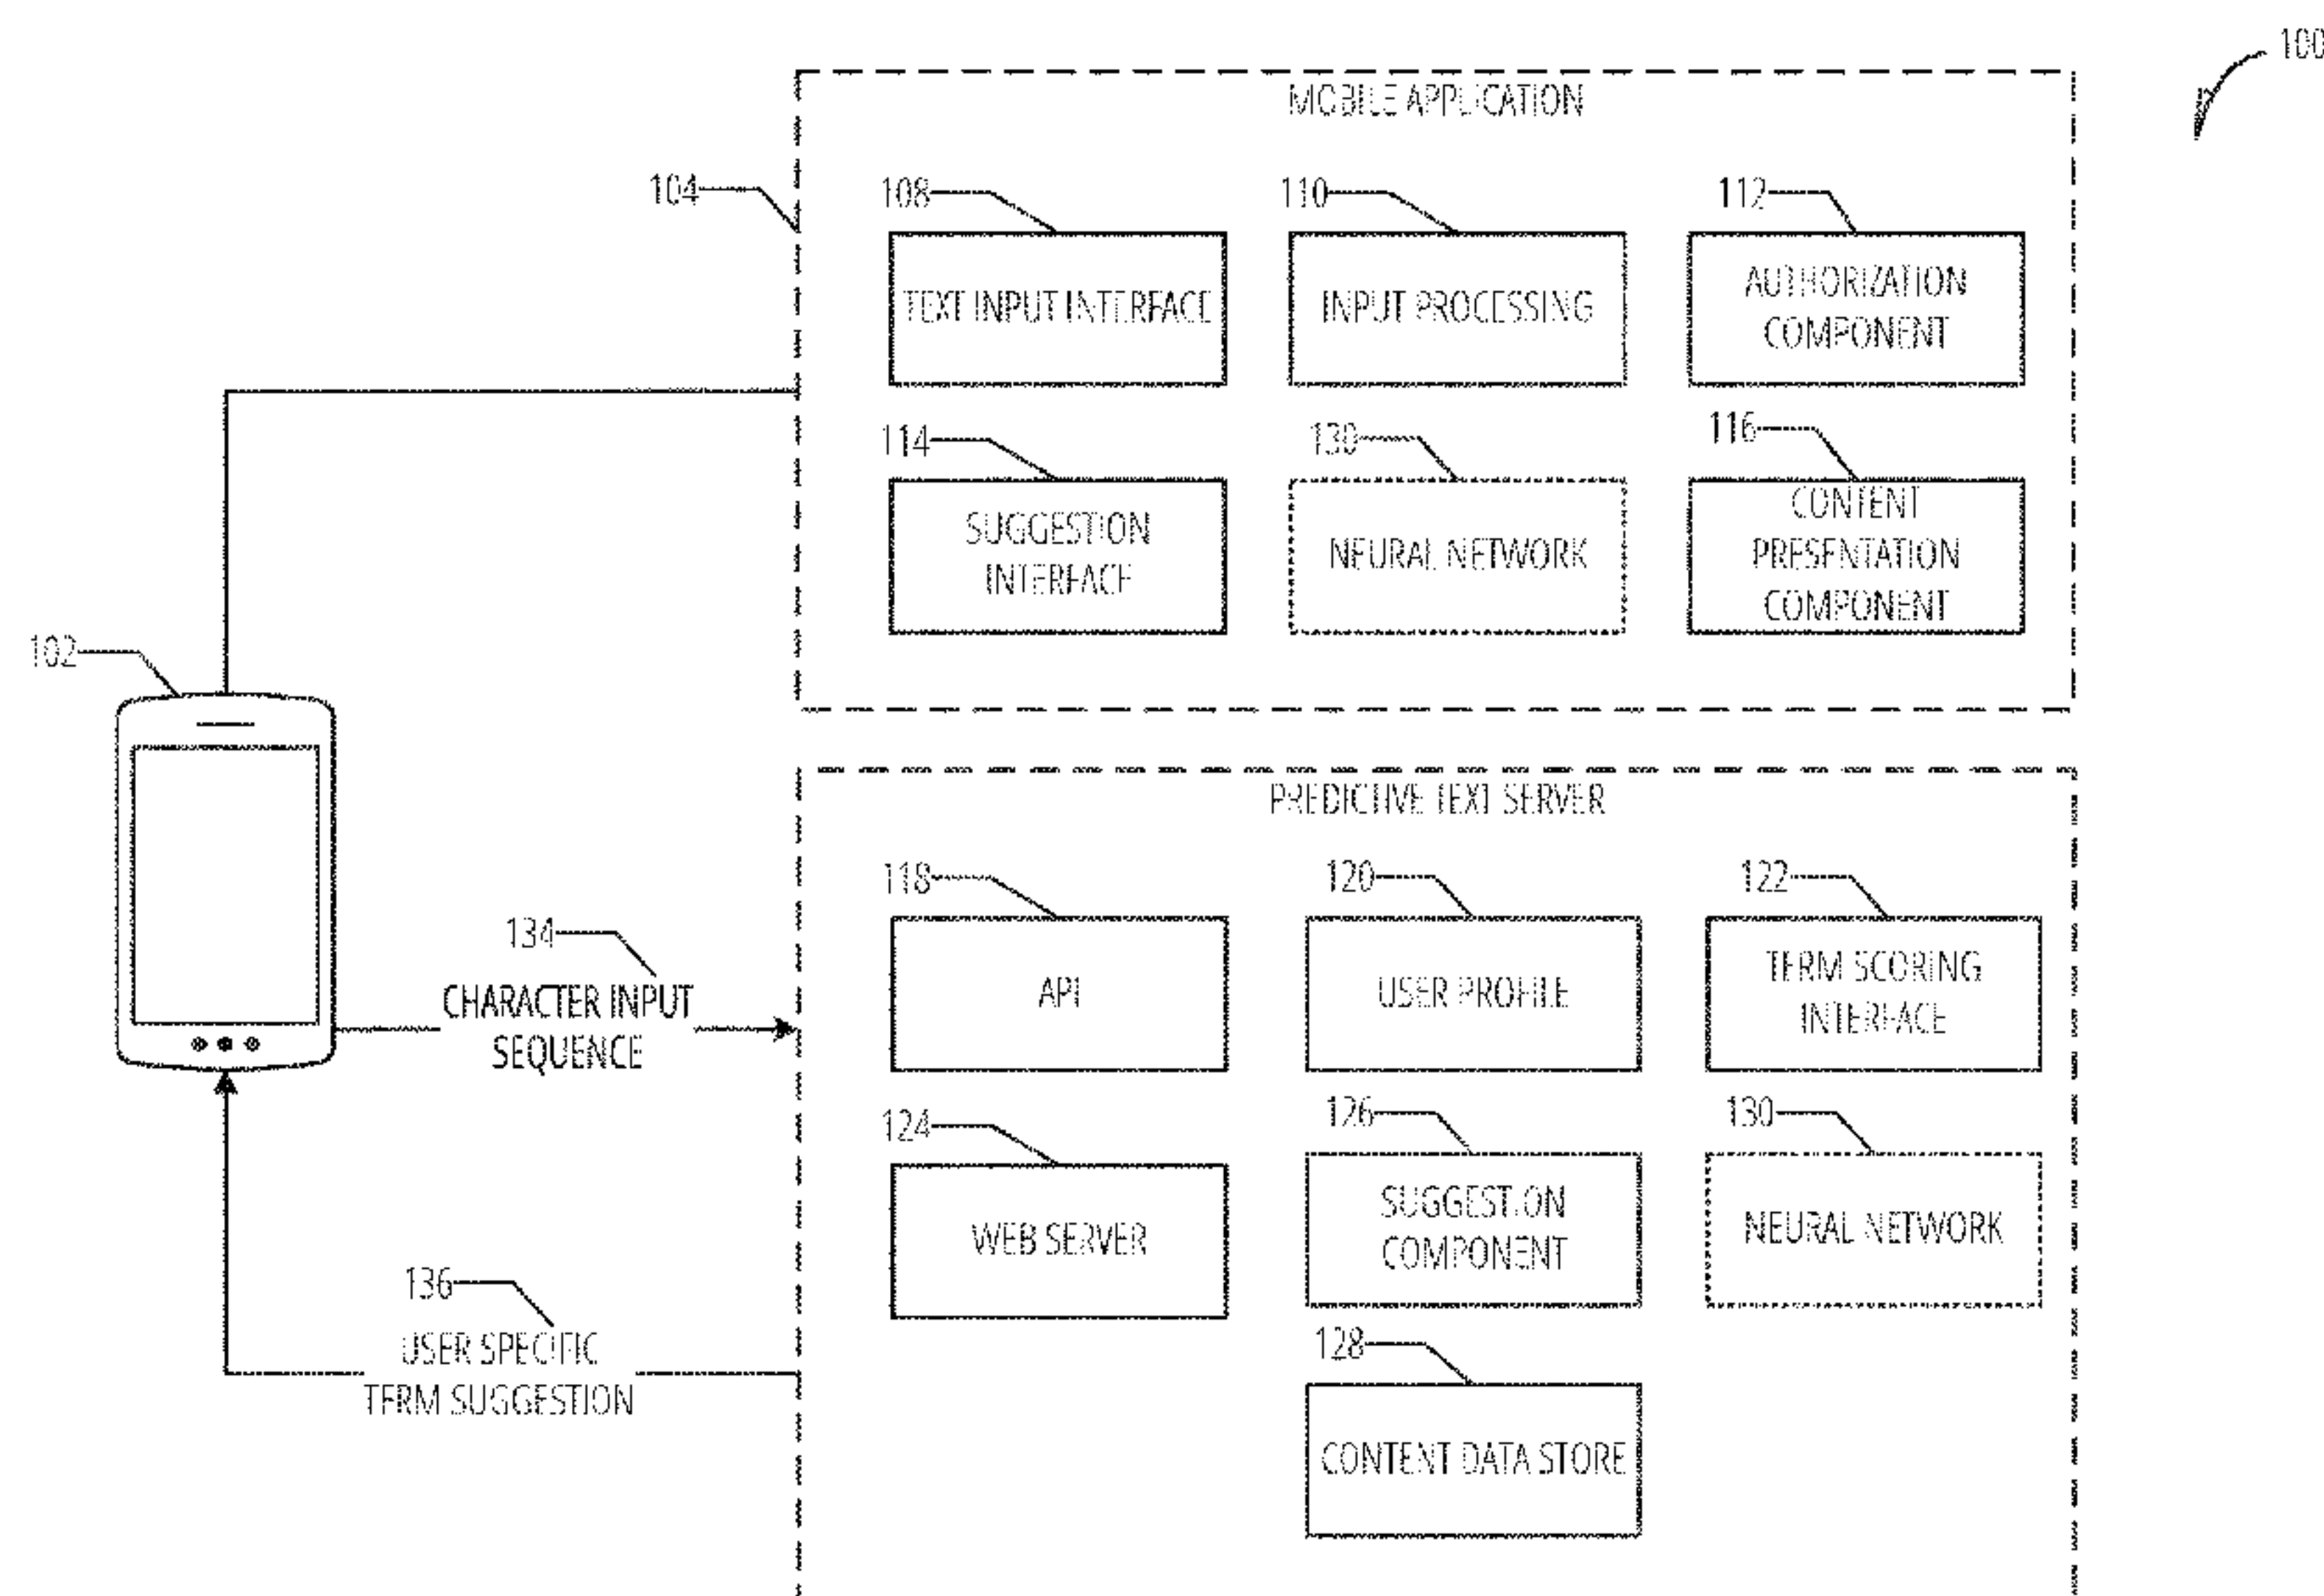 100
MOBILE APPLICATION
104
108
110
112
TEXT INPUT INTERFACE
INPUT PROCESSING
AUTHORIZATION
COMPONENT
114
130
116
SUGGESTION
INTERFACE
NEURAL NETWORK
CONTENT
PRESENTATION
COMPONENT
102
PREDICTIVE TEXT SERVER
118
120
122
API
USER PROFILE
TERM SCORING
INTERFACE
134
CHARACTER INPUT
SEQUENCE
124
126
130
WEB SERVER
SUGGESTION
COMPONENT
NEURAL NETWORK
136
USER SPECIFIC
TERM SUGGESTION
128
CONTENT DATA STORE